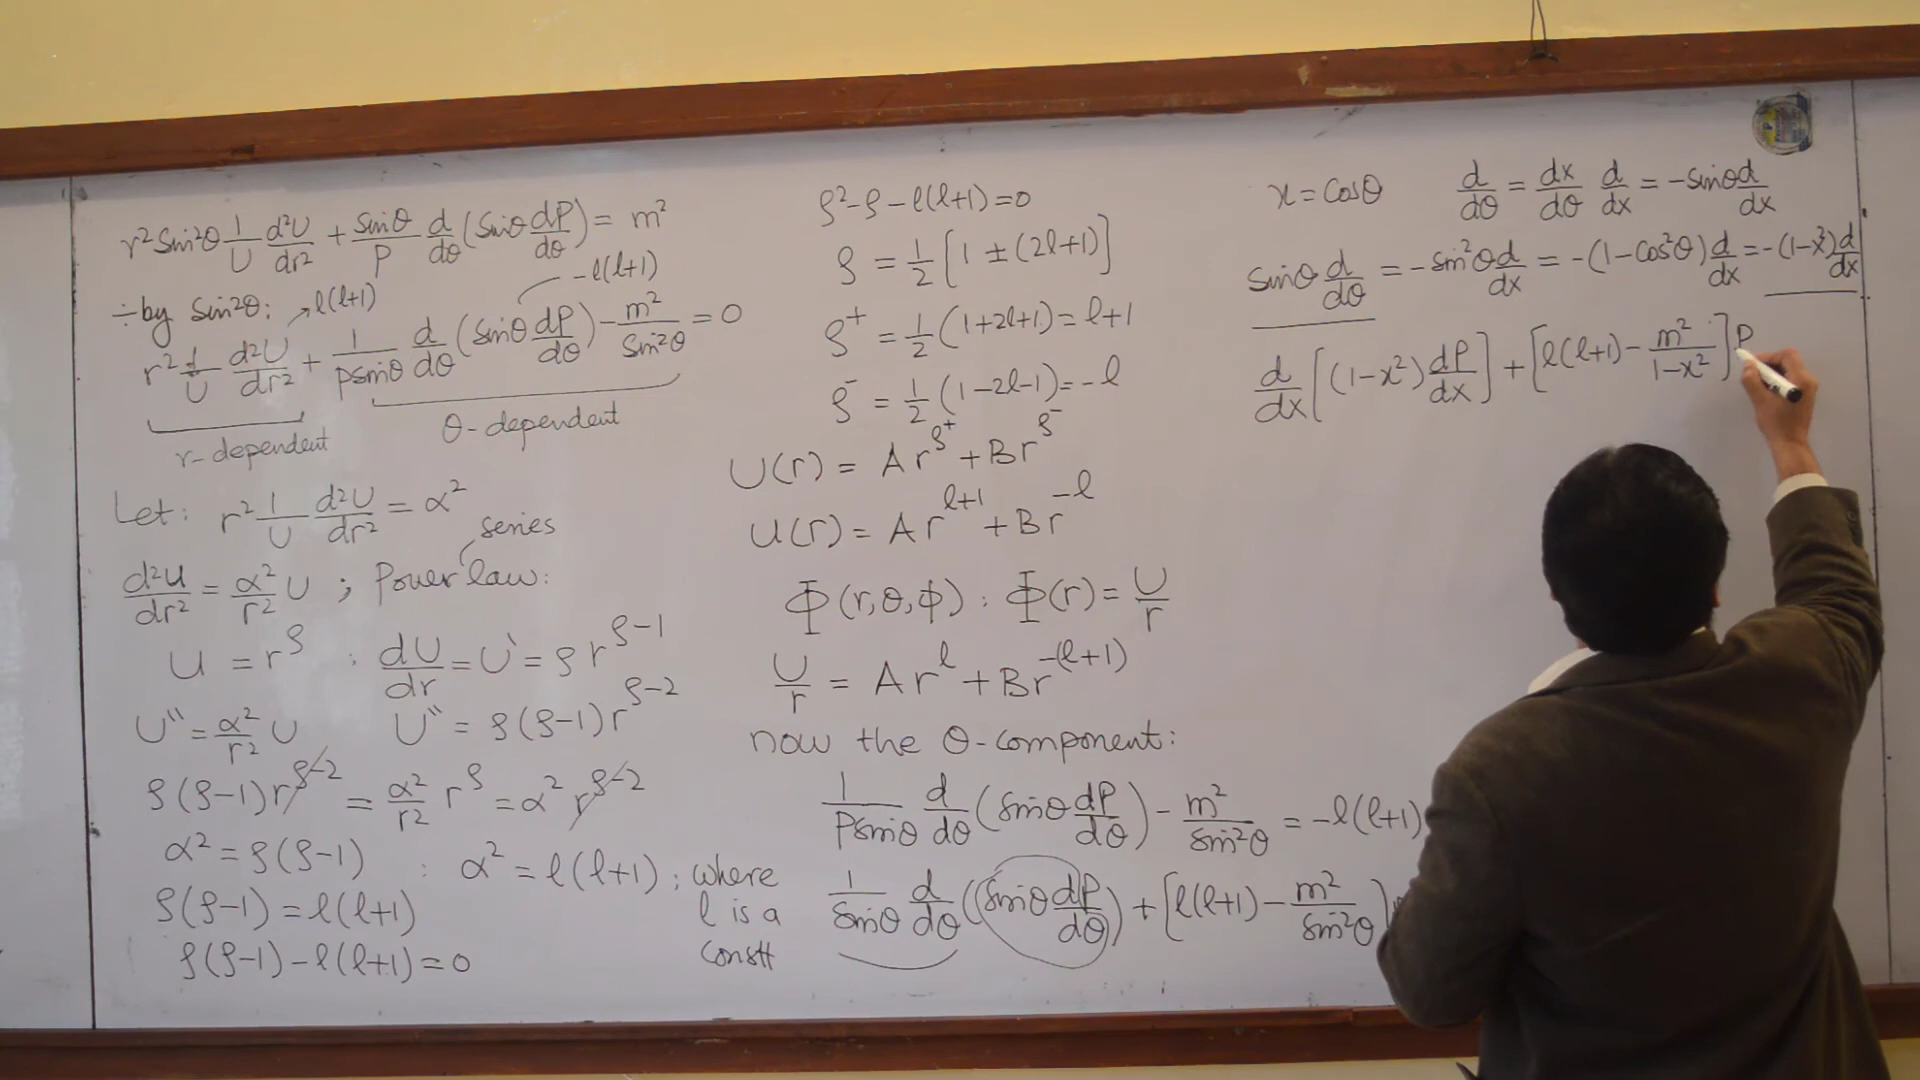 r² Sin²θ 1/U d²U/dr² + Sinθ/P d/dθ (Sinθ dP/dθ) = m²
÷ by Sin²θ: l(l+1) -l(l+1)
r² 1/U d²U/dr² + 1/PSinθ d/dθ (Sinθ dP/dθ) - m²/Sin²θ = 0
r-dependent θ-dependent
Let: r² 1/U d²U/dr² = α²
series
d²U/dr² = α²/r² U ; Power law:
U = r^ρ : dU/dr = U' = ρ r^(ρ-1)
U'' = α²/r² U U'' = ρ(ρ-1) r^(ρ-2)
ρ(ρ-1) r^(ρ-2) = α²/r² r^ρ = α² r^(ρ-2)
α² = ρ(ρ-1) : α² = l(l+1) ; where
ρ(ρ-1) = l(l+1) l is a
ρ(ρ-1) - l(l+1) = 0 constt
ρ² - ρ - l(l+1) = 0
ρ = 1/2 [1 ± (2l+1)]
ρ⁺ = 1/2 (1+2l+1) = l+1
ρ⁻ = 1/2 (1-2l-1) = -l
U(r) = A r^(ρ⁺) + B r^(ρ⁻)
U(r) = A r^(l+1) + B r^(-l)
Φ(r,θ,ϕ) : Φ(r) = U/r
U/r = A r^l + B r^(-(l+1))
now the θ-component:
1/PSinθ d/dθ (Sinθ dP/dθ) - m²/Sin²θ = -l(l+1)
1/Sinθ d/dθ (Sinθ dP/dθ) + [l(l+1) - m²/Sin²θ]
x = Cosθ d/dθ = dx/dθ d/dx = -Sinθ d/dx
Sinθ d/dθ = -Sin²θ d/dx = -(1-Cos²θ) d/dx = -(1-x²) d/dx
d/dx [(1-x²) dP/dx] + [l(l+1) - m²/1-x²] P